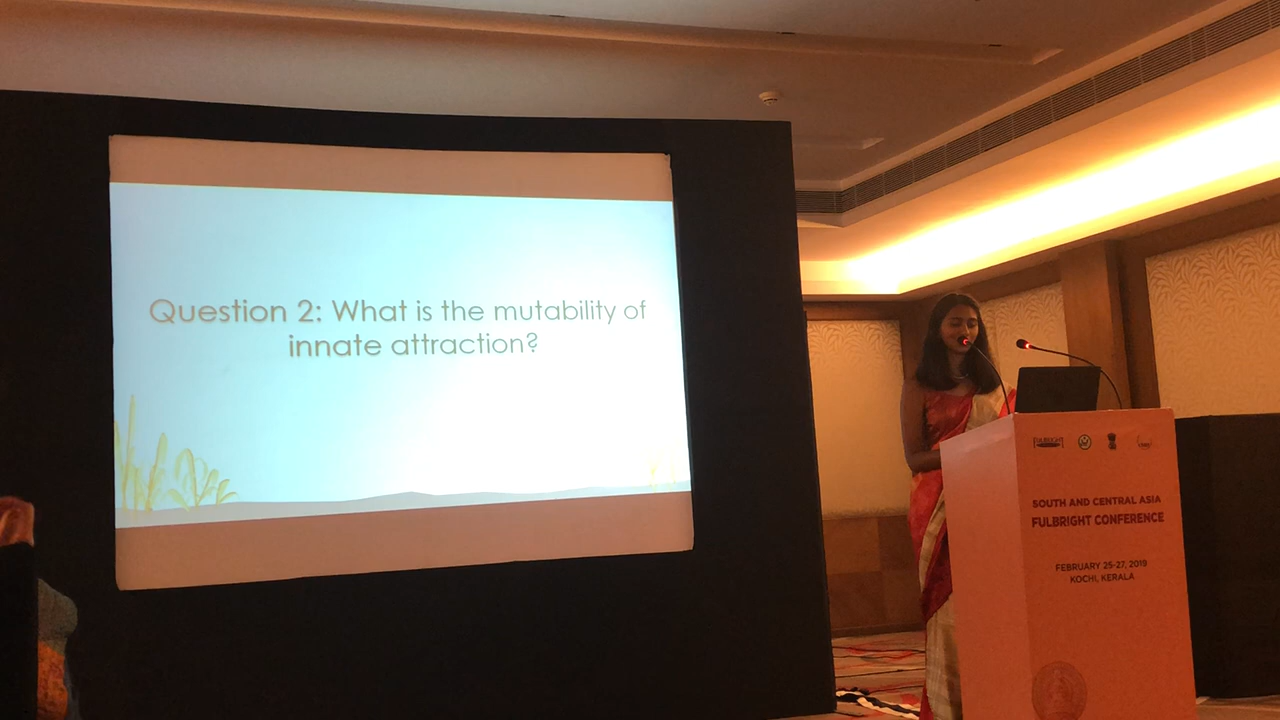 Question 2: What is the mutability of
innate attraction?
FULBRIGHT
SOUTH AND CENTRAL ASIA
FULBRIGHT CONFERENCE
FEBRUARY 25-27, 2019
KOCHI, KERALA